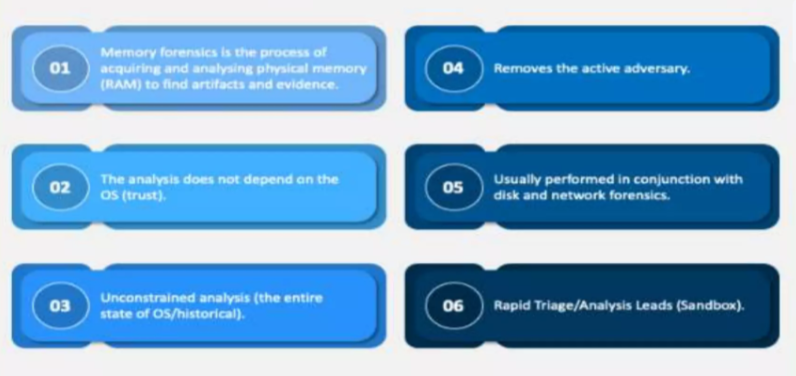 01
Memory forensics is the process of
acquiring and analysing physical memory
(RAM) to find artifacts and evidence.
02
The analysis does not depend on the
OS (trust).
03
Unconstrained analysis (the entire
state of OS/historical).
04
Removes the active adversary.
05
Usually performed in conjunction with
disk and network forensics.
06
Rapid Triage/Analysis Leads (Sandbox).